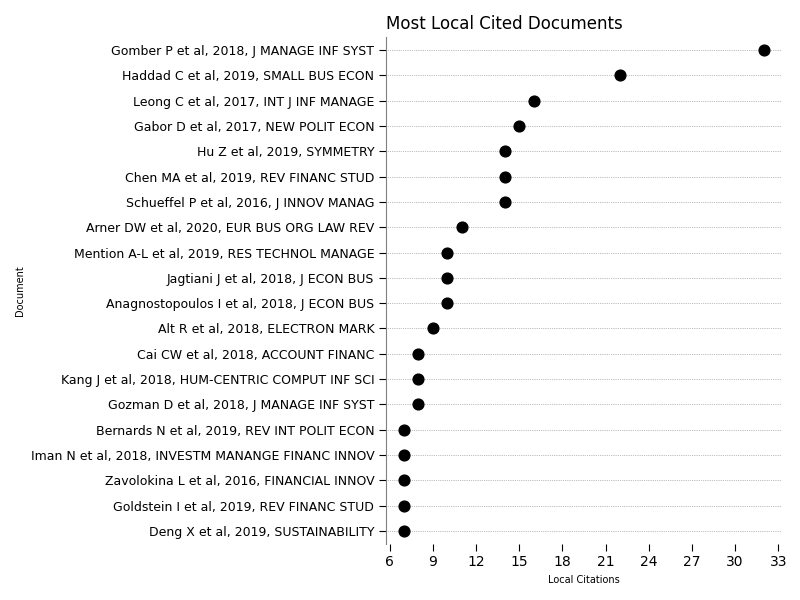 Most Local Cited Documents
Gomber P et al, 2018, J MANAGE INF SYST
Haddad C et al, 2019, SMALL BUS ECON
Leong C et al, 2017, INT J INF MANAGE
Gabor D et al, 2017, NEW POLIT ECON
Hu Z et al, 2019, SYMMETRY
Chen MA et al, 2019, REV FINANC STUD
Schueffel P et al, 2016, J INNOV MANAG
Arner DW et al, 2020, EUR BUS ORG LAW REV
Mention A-L et al, 2019, RES TECHNOL MANAGE
Jagtiani J et al, 2018, J ECON BUS
Anagnostopoulos I et al, 2018, J ECON BUS
Alt R et al, 2018, ELECTRON MARK
Cai CW et al, 2018, ACCOUNT FINANC
Kang J et al, 2018, HUM-CENTRIC COMPUT INF SCI
Gozman D et al, 2018, J MANAGE INF SYST
Bernards N et al, 2019, REV INT POLIT ECON
Iman N et al, 2018, INVESTM MANANGE FINANC INNOV
Zavolokina L et al, 2016, FINANCIAL INNOV
Goldstein I et al, 2019, REV FINANC STUD
Deng X et al, 2019, SUSTAINABILITY
Document
6 9 12 15 18 21 24 27 30 33
Local Citations